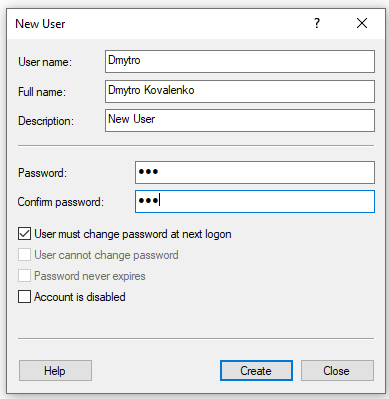 New User
User name: Dmytro
Full name: Dmytro Kovalenko
Description: New User
Password: •••
Confirm password: •••
User must change password at next logon
User cannot change password
Password never expires
Account is disabled
Help Create Close